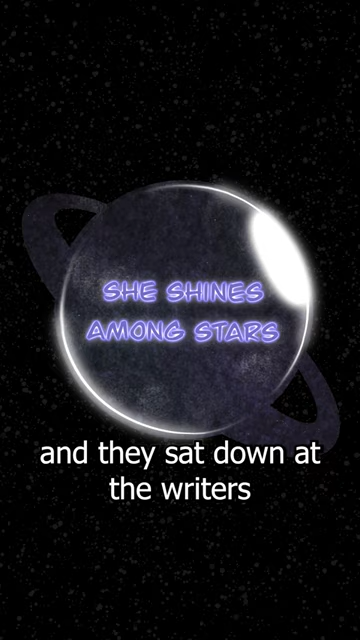 SHE SHINES
AMONG STARS
and they sat down at
the writers